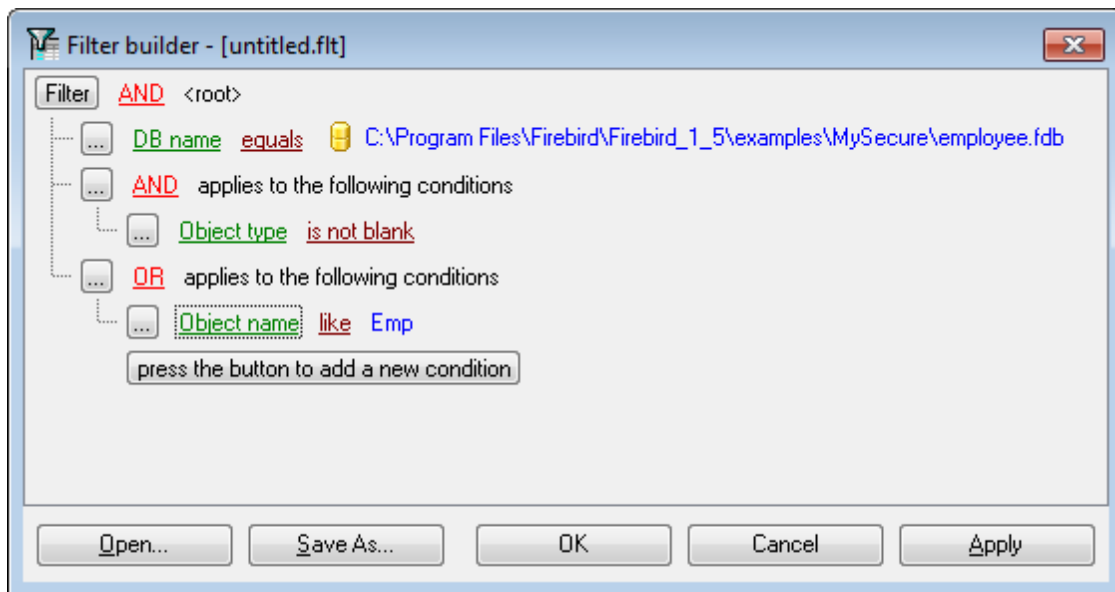 Filter builder - [untitled.flt]
Filter AND <root>
... DB name equals C:\Program Files\Firebird\Firebird_1_5\examples\MySecure\employee.fdb
... AND applies to the following conditions
... Object type is not blank
... OR applies to the following conditions
... Object name like Emp
press the button to add a new condition
Open... Save As... OK Cancel Apply